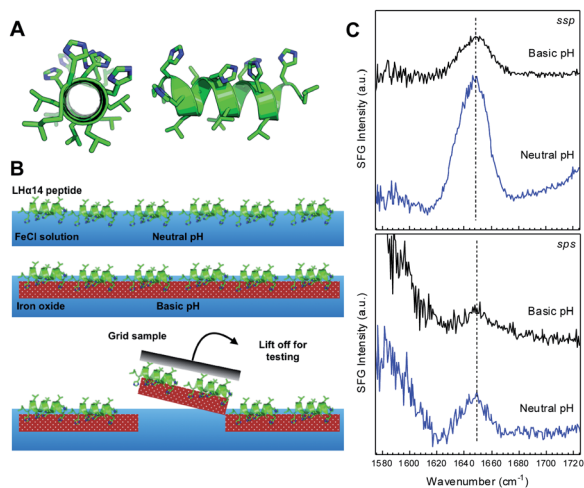 A
B
LHα14 peptide
FeCl solution
Neutral pH
Iron oxide
Basic pH
Grid sample
Lift off for
testing
C
ssp
Basic pH
Neutral pH
SFG Intensity (a.u.)
sps
Basic pH
Neutral pH
SFG Intensity (a.u.)
1580 1600 1620 1640 1660 1680 1700 1720
Wavenumber (cm⁻¹)